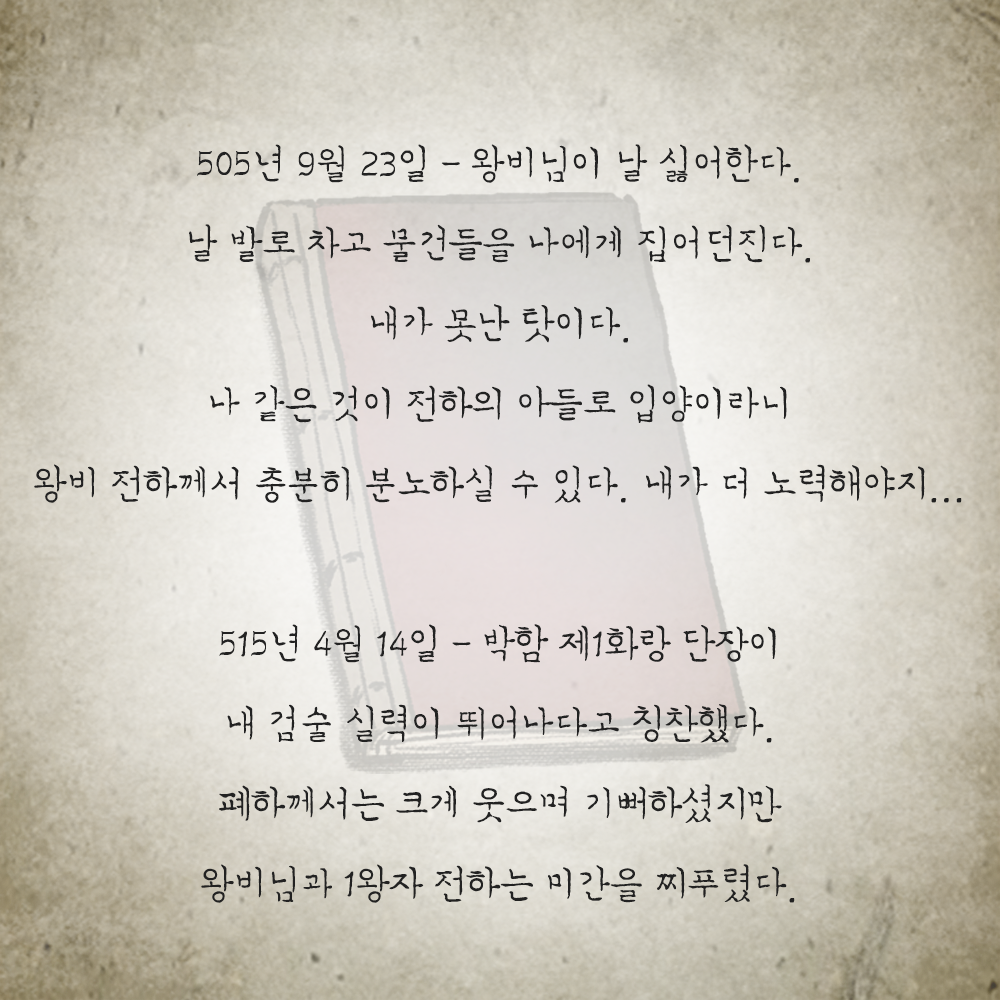 505년 9월 23일 - 왕비님이 날 싫어한다.
날 발로 차고 물건들을 나에게 집어던진다.
내가 못난 탓이다.
나 같은 것이 전하의 아들로 입양이라니
왕비 전하께서 충분히 분노하실 수 있다. 내가 더 노력해야지...
515년 4월 14일 - 박함 제1화랑 단장이
내 검술 실력이 뛰어나다고 칭찬했다.
폐하께서는 크게 웃으며 기뻐하셨지만
왕비님과 1왕자 전하는 미간을 찌푸렸다.